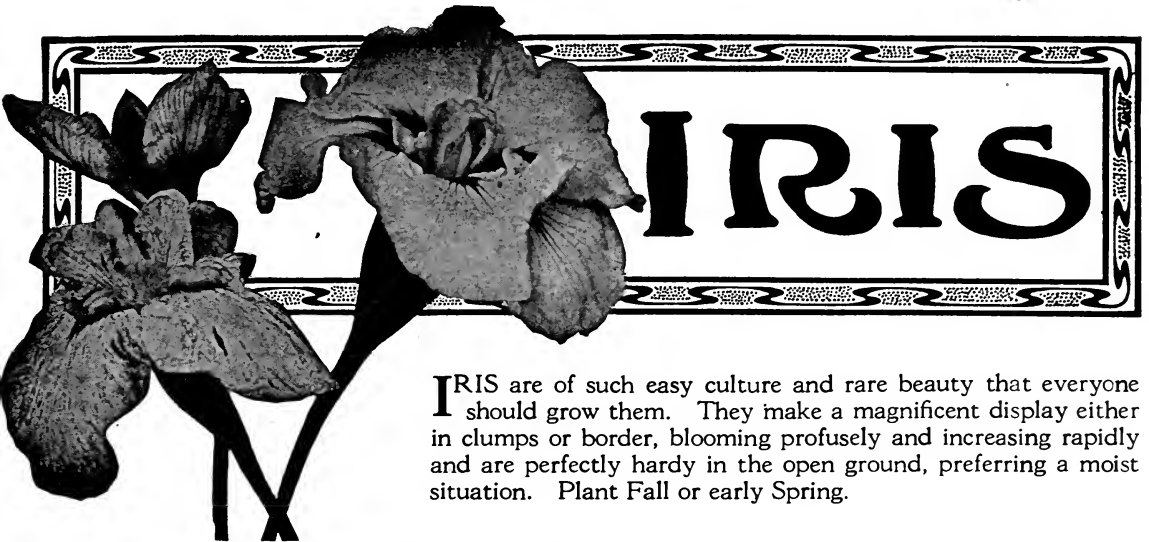 IRIS
IRIS are of such easy culture and rare beauty that everyone
should grow them. They make a magnificent display either
in clumps or border, blooming profusely and increasing rapidly
and are perfectly hardy in the open ground, preferring a moist
situation. Plant Fall or early Spring.